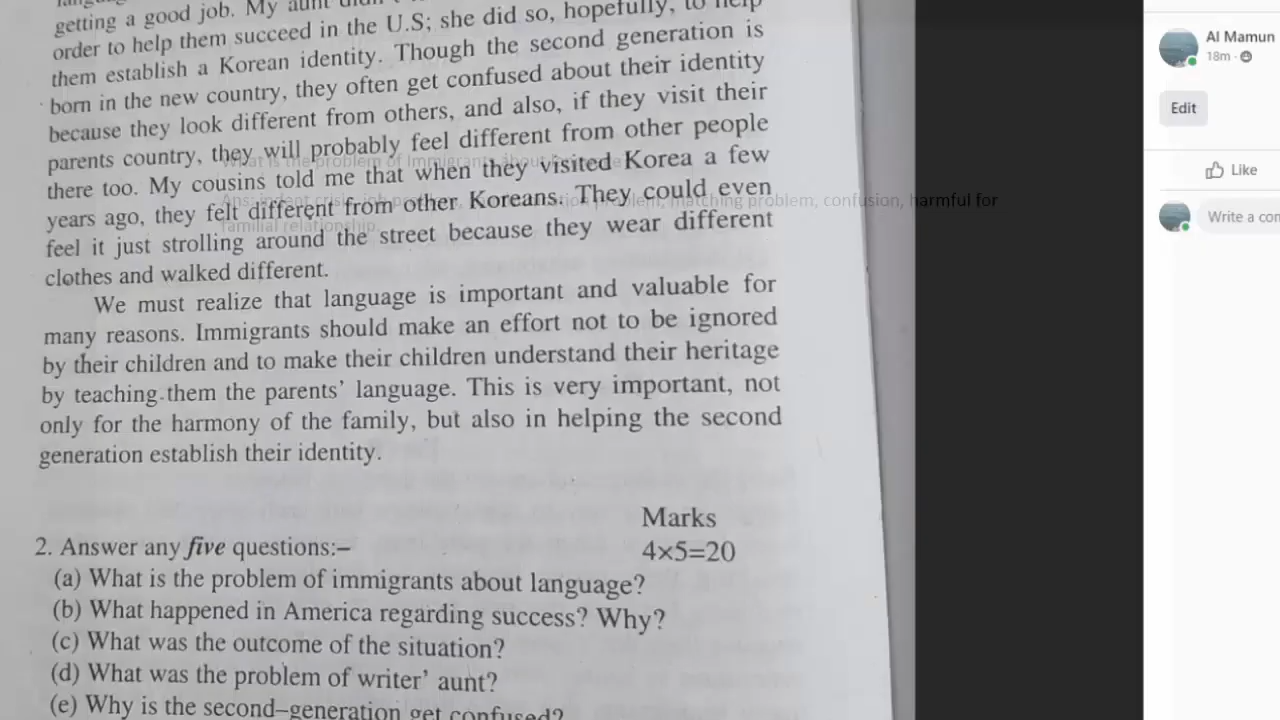 getting a good job. My aunt
order to help them succeed in the U.S; she did so, hopefully, to help
them establish a Korean identity. Though the second generation is
born in the new country, they often get confused about their identity
because they look different from others, and also, if they visit their
parents country, they will probably feel different from other people
there too. My cousins told me that when they visited Korea a few
years ago, they felt different from other Koreans. They could even
feel it just strolling around the street because they wear different
clothes and walked different.
We must realize that language is important and valuable for
many reasons. Immigrants should make an effort not to be ignored
by their children and to make their children understand their heritage
by teaching them the parents' language. This is very important, not
only for the harmony of the family, but also in helping the second
generation establish their identity.
Marks
2. Answer any five questions:– 4×5=20
(a) What is the problem of immigrants about language?
(b) What happened in America regarding success? Why?
(c) What was the outcome of the situation?
(d) What was the problem of writer' aunt?
(e) Why is the second–generation get confused?
What is the problem of Immigrants about
problem, matching problem, confusion, harmful for
familial relationship.
Al Mamun
18m
Edit
Like
Write a con